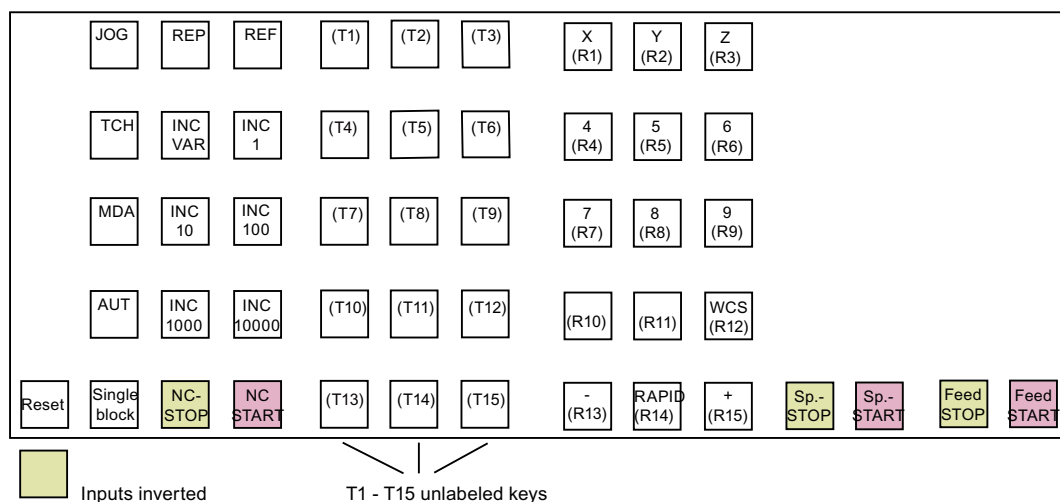 JOG REP REF (T1) (T2) (T3) X Y Z
(R1) (R2) (R3)
TCH INC INC (T4) (T5) (T6) 4 5 6
VAR 1 (R4) (R5) (R6)
MDA INC INC (T7) (T8) (T9) 7 8 9
10 100 (R7) (R8) (R9)
AUT INC INC (T10) (T11) (T12) WCS
1000 10000 (R10) (R11) (R12)
Reset Single NC- NC (T13) (T14) (T15) - RAPID + Sp.- Sp.- Feed Feed
block STOP START (R13) (R14) (R15) STOP START STOP START
Inputs inverted T1 - T15 unlabeled keys